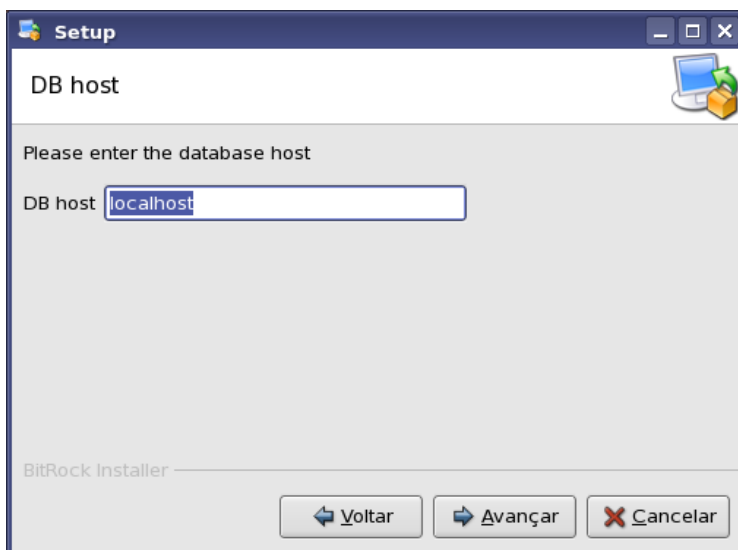 Setup
DB host
Please enter the database host
DB host localhost
BitRock Installer
Voltar Avançar Cancelar